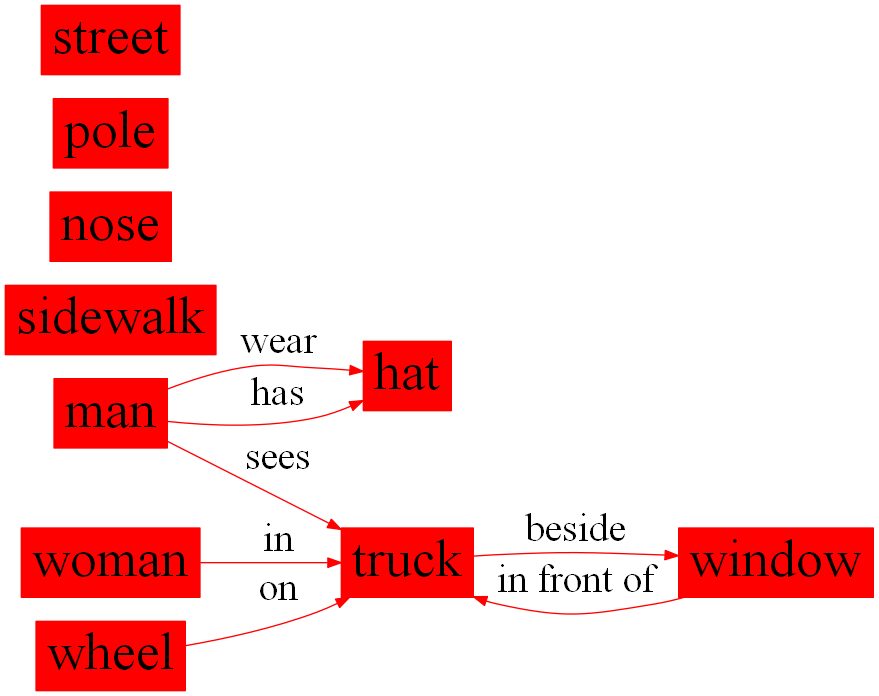 street
pole
nose
sidewalk
wear
hat
has
man
sees
woman
in
truck
beside
window
in front of
on
wheel